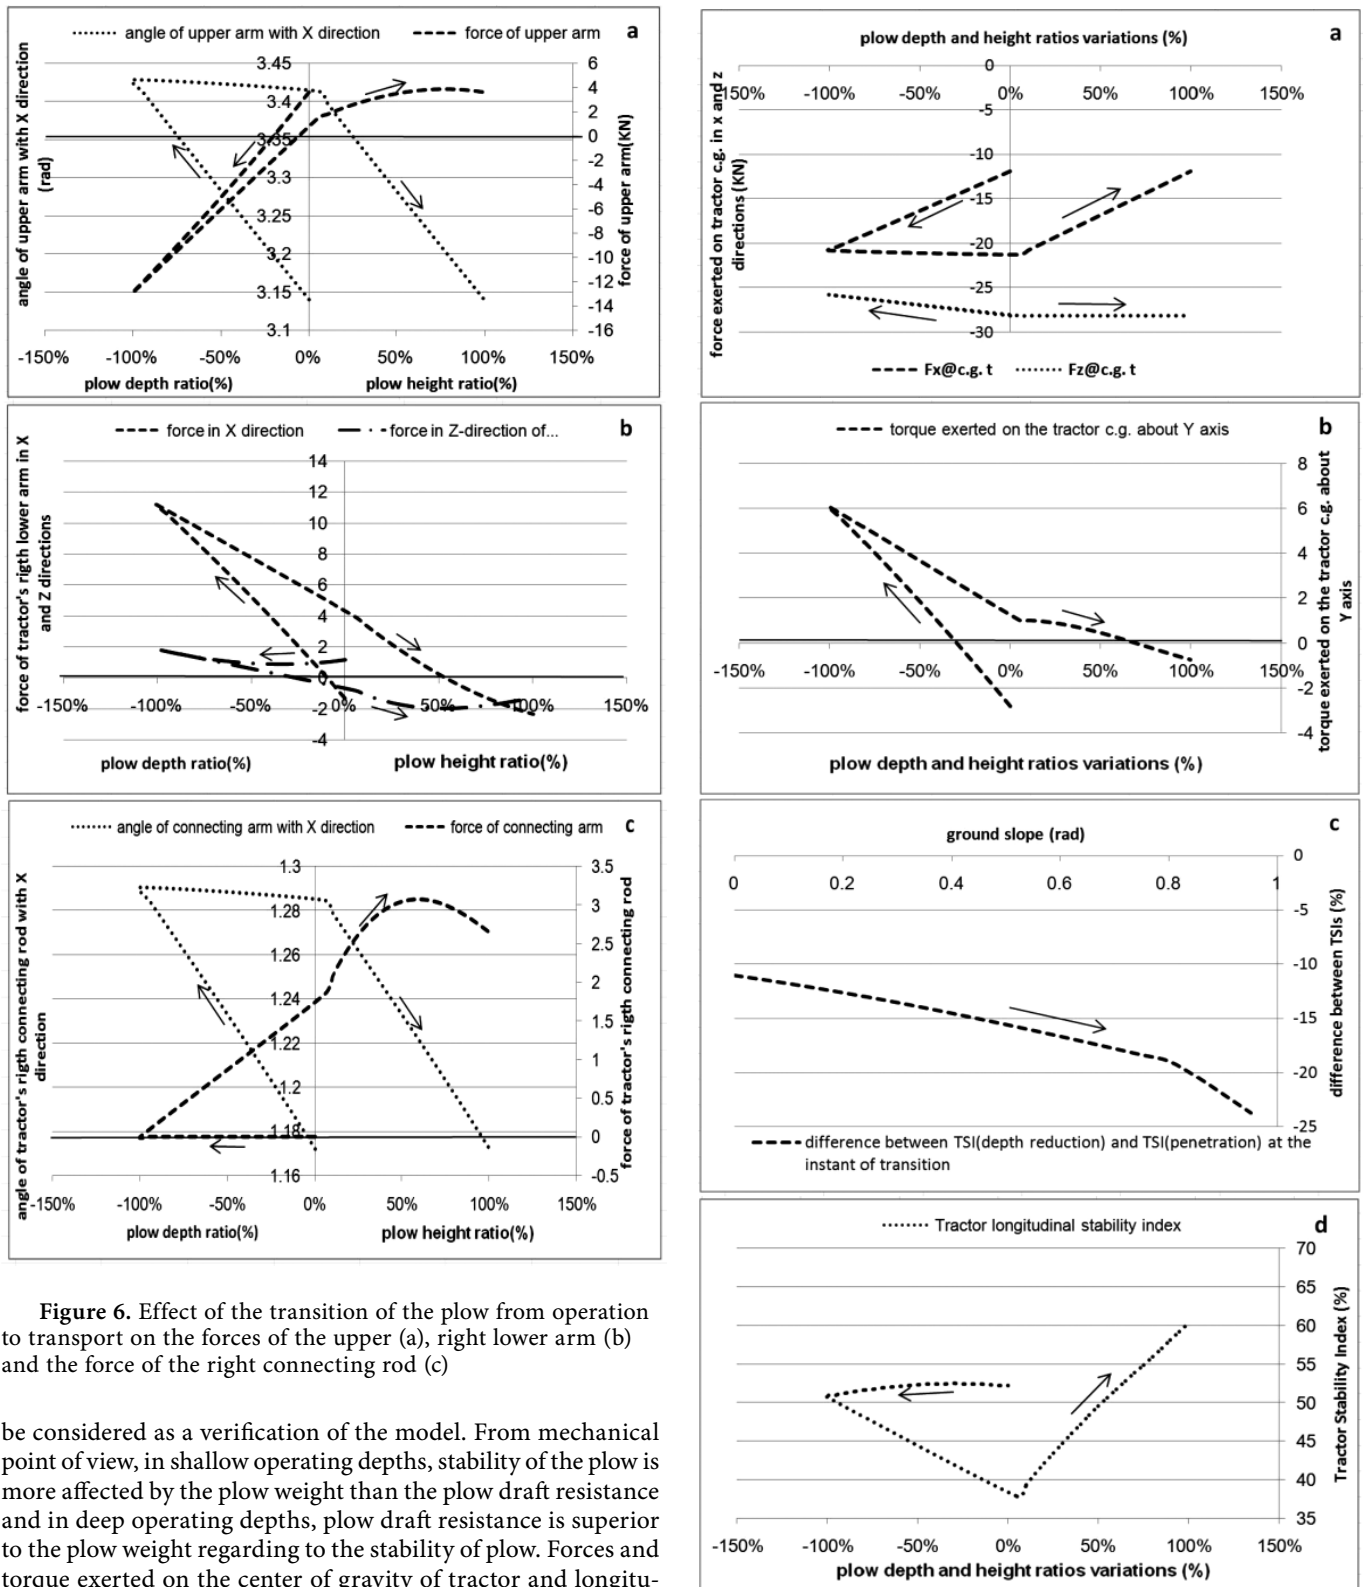 angle of upper arm with X direction
force of upper arm
a
angle of upper arm with X direction
(rad)
3.45
3.4
3.35
3.3
3.25
3.2
3.15
3.1
6
4
2
0
-2
-4
-6
-8
-10
-12
-14
-16
force of upper arm(KN)
-150% -100% -50% 0% 50% 100% 150%
plow depth ratio(%) plow height ratio(%)
force in X direction
force in Z-direction of...
b
force of tractor's rigth lower arm in X
and Z directions
14
12
10
8
6
4
2
0
-2
-4
-150% -100% -50% 0% 50% 100% 150%
plow depth ratio(%) plow height ratio(%)
angle of connecting arm with X direction
force of connecting arm
c
angle of tractor's rigth connecting rod with X
direction
1.3
1.28
1.26
1.24
1.22
1.2
1.18
1.16
3.5
3
2.5
2
1.5
1
0.5
0
-0.5
force of tractor's rigth connecting rod
-150% -100% -50% 0% 50% 100% 150%
plow depth ratio(%) plow height ratio(%)
Figure 6. Effect of the transition of the plow from operation
to transport on the forces of the upper (a), right lower arm (b)
and the force of the right connecting rod (c)
be considered as a verification of the model. From mechanical
point of view, in shallow operating depths, stability of the plow is
more affected by the plow weight than the plow draft resistance
and in deep operating depths, plow draft resistance is superior
to the plow weight regarding to the stability of plow. Forces and
torque exerted on the center of gravity of tractor and longitu-
plow depth and height ratios variations (%)
a
force exerted on tractor c.g. in x and z
directions (KN)
-150% -100% -50% 0% 50% 100% 150%
0
-5
-10
-15
-20
-25
-30
Fx@c.g. t Fz@c.g. t
torque exerted on the tractor c.g. about Y axis
b
8
6
4
2
0
-2
-4
torque exerted on the tractor c.g. about
Y axis
-150% -100% -50% 0% 50% 100% 150%
plow depth and height ratios variations (%)
ground slope (rad)
c
0 0.2 0.4 0.6 0.8 1
0
-5
-10
-15
-20
-25
difference between TSIs (%)
difference between TSI(depth reduction) and TSI(penetration) at the
instant of transition
Tractor longitudinal stability index
d
70
65
60
55
50
45
40
35
Tractor Stability Index (%)
-150% -100% -50% 0% 50% 100% 150%
plow depth and height ratios variations (%)